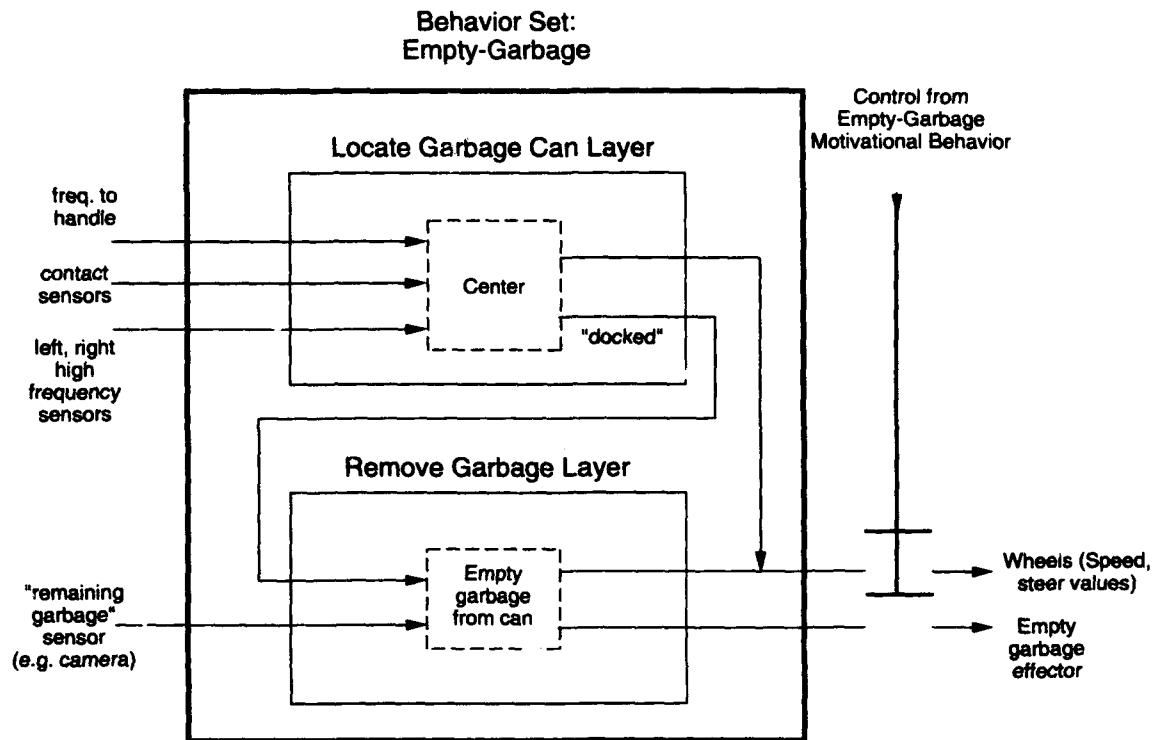 Behavior Set:
Empty-Garbage
Control from
Empty-Garbage
Motivational Behavior
Locate Garbage Can Layer
freq. to
handle
contact
sensors
left, right
high
frequency
sensors
Center
"docked"
Remove Garbage Layer
"remaining
garbage"
sensor
(e.g. camera)
Empty
garbage
from can
Wheels (Speed,
steer values)
Empty
garbage
effector